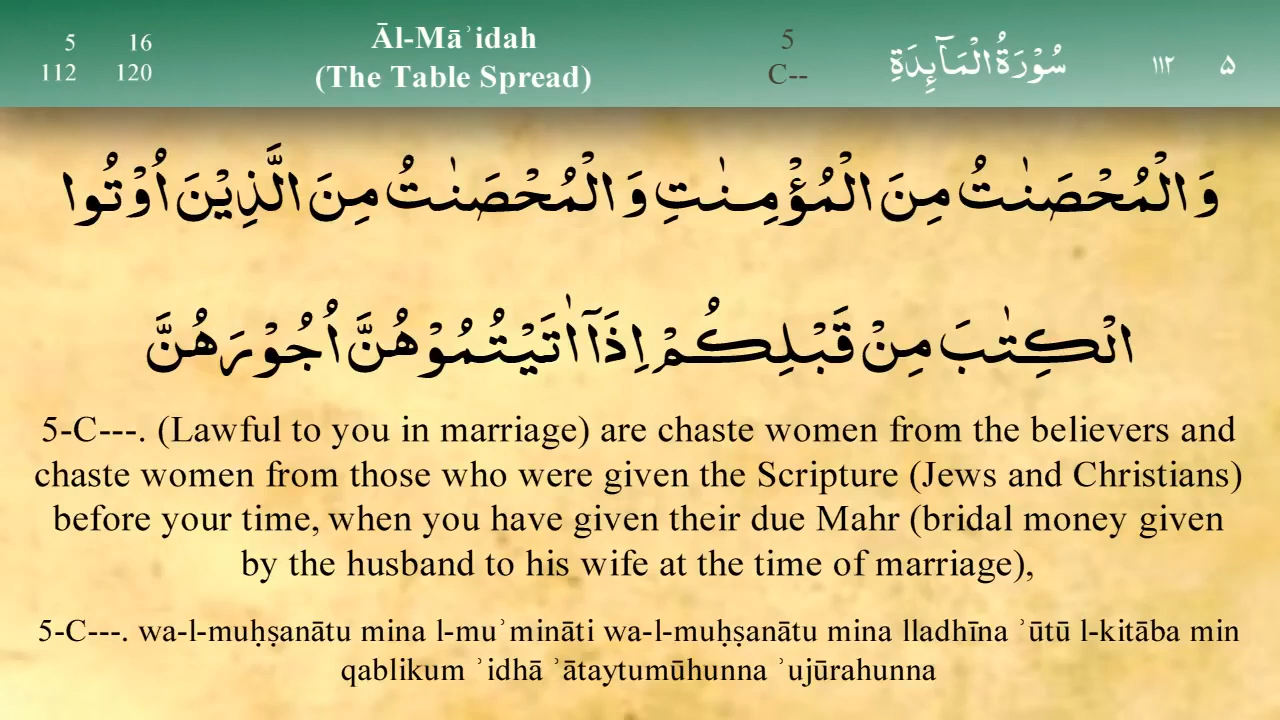 5 16 Āl-Māʾidah 5 سُوْرَةُ الْمَآئِدَةِ ١١٢ ۵
112 120 (The Table Spread) C--
وَالْمُحْصَنٰتُ مِنَ الْمُؤْمِنٰتِ وَالْمُحْصَنٰتُ مِنَ الَّذِيْنَ اُوْتُوا
الْكِتٰبَ مِنْ قَبْلِكُمْ اِذَآ اٰتَيْتُمُوْهُنَّ اُجُوْرَهُنَّ
5-C---. (Lawful to you in marriage) are chaste women from the believers and
chaste women from those who were given the Scripture (Jews and Christians)
before your time, when you have given their due Mahr (bridal money given
by the husband to his wife at the time of marriage),
5-C---. wa-l-muḥṣanātu mina l-muʾmināti wa-l-muḥṣanātu mina lladhīna ʾūtū l-kitāba min
qablikum ʾidhā ʾātaytumūhunna ʾujūrahunna